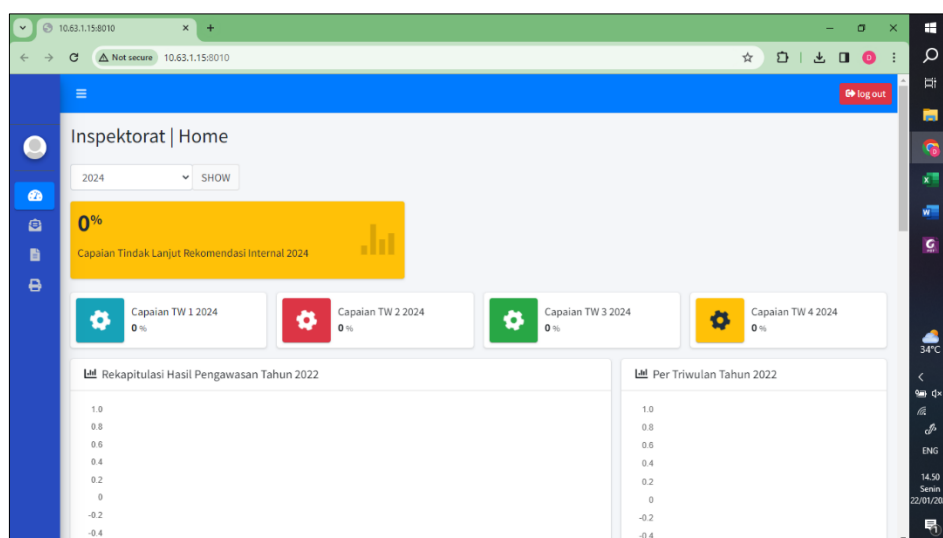 10.63.1.15:8010
Not secure 10.63.1.15:8010
log out
Inspektorat | Home
2024 SHOW
0%
Capaian Tindak Lanjut Rekomendasi Internal 2024
Capaian TW 1 2024
0 %
Capaian TW 2 2024
0 %
Capaian TW 3 2024
0 %
Capaian TW 4 2024
0 %
Rekapitulasi Hasil Pengawasan Tahun 2022
1.0
0.8
0.6
0.4
0.2
0
-0.2
-0.4
Per Triwulan Tahun 2022
1.0
0.8
0.6
0.4
0.2
0
-0.2
-0.4
34°C
ENG
14.50
Senin
22/01/20